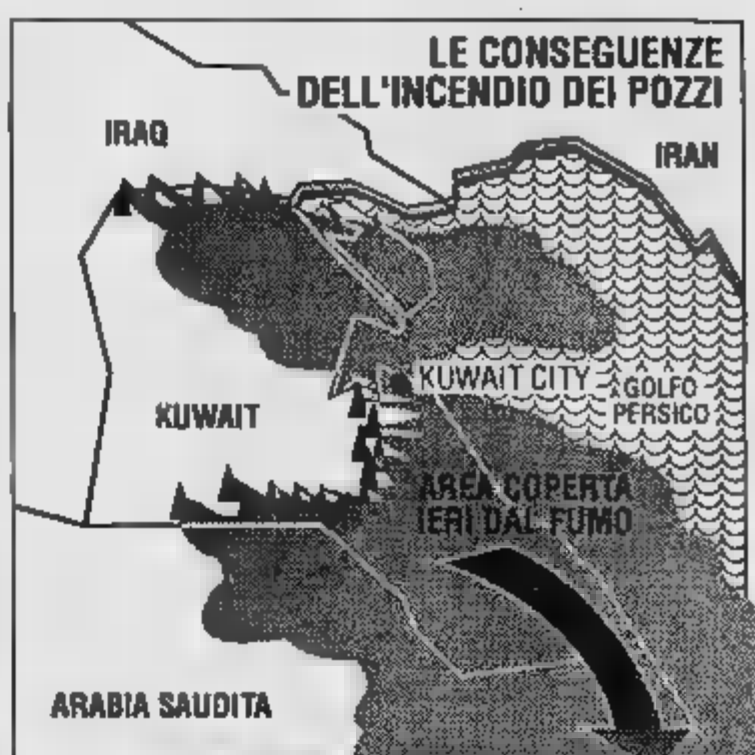 LE CONSEGUENZE
DELL'INCENDIO DEI POZZI
IRAQ
IRAN
KUWAIT CITY
GOLFO
PERSICO
KUWAIT
AREA COPERTA
IERI DAL FUMO
ARABIA SAUDITA